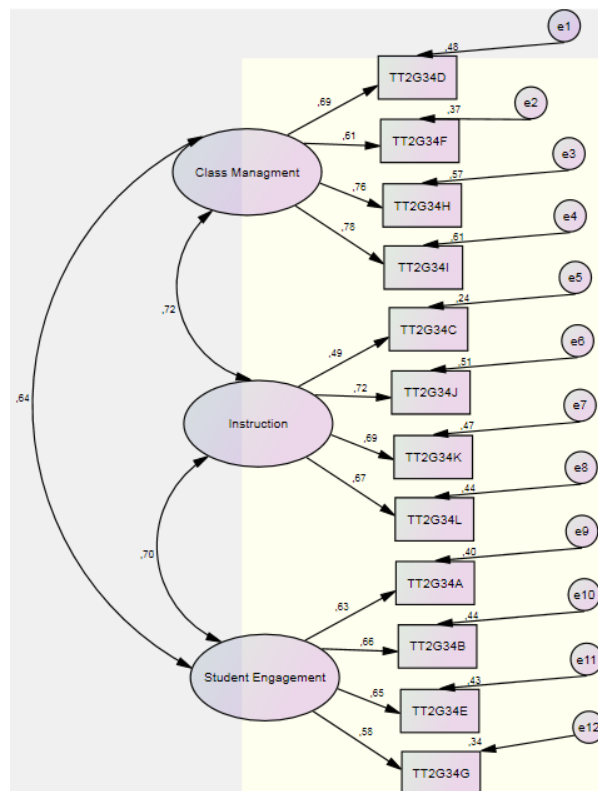 e1
,48
TT2G34D
,69
e2
,37
TT2G34F
,61
Class Managment
e3
,57
TT2G34H
,76
e4
,61
TT2G34I
,78
e5
,24
TT2G34C
,49
,72
e6
,51
TT2G34J
,72
,64
Instruction
e7
,47
TT2G34K
,69
e8
,44
TT2G34L
,67
e9
,40
TT2G34A
,63
,70
e10
,44
TT2G34B
,66
Student Engagement
e11
,43
TT2G34E
,65
e12
,34
TT2G34G
,58